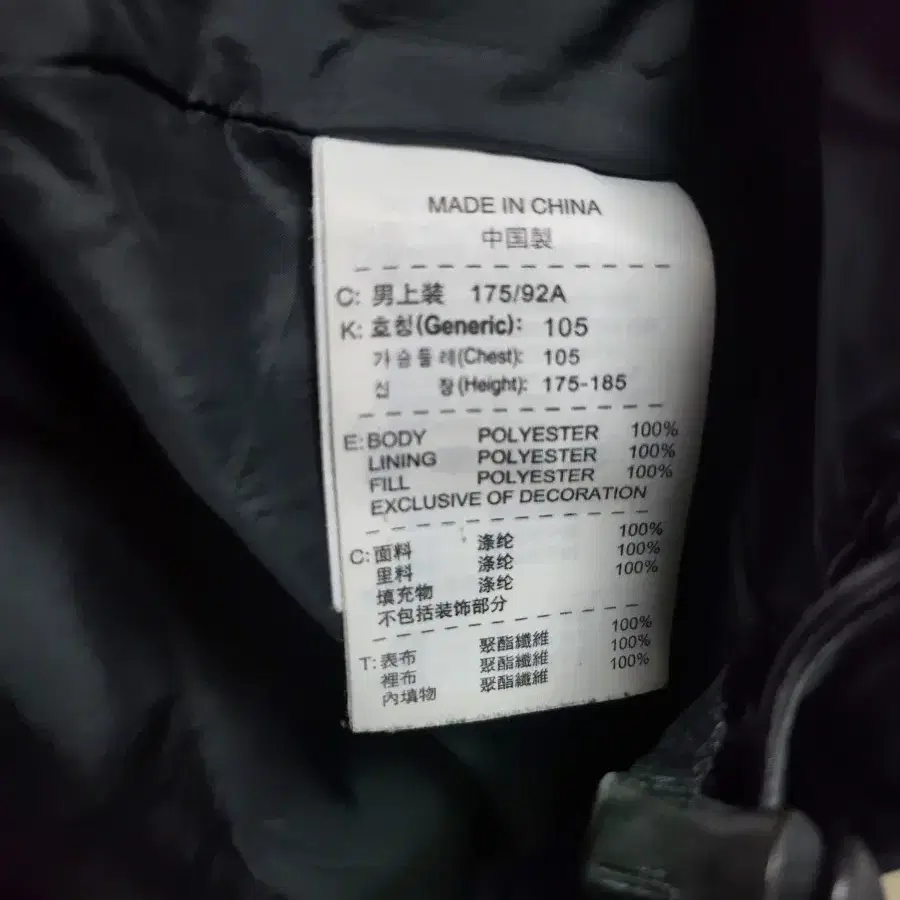 MADE IN CHINA
中国製
C: 男上装 175/92A
K: 호칭(Generic): 105
가슴둘레(Chest): 105
신 장(Height): 175-185
E: BODY POLYESTER 100%
LINING POLYESTER 100%
FILL POLYESTER 100%
EXCLUSIVE OF DECORATION
C: 面料 涤纶 100%
里料 涤纶 100%
填充物 涤纶 100%
不包括装饰部分
T: 表布 聚酯纖維 100%
裡布 聚酯纖維 100%
內填物 聚酯纖維 100%